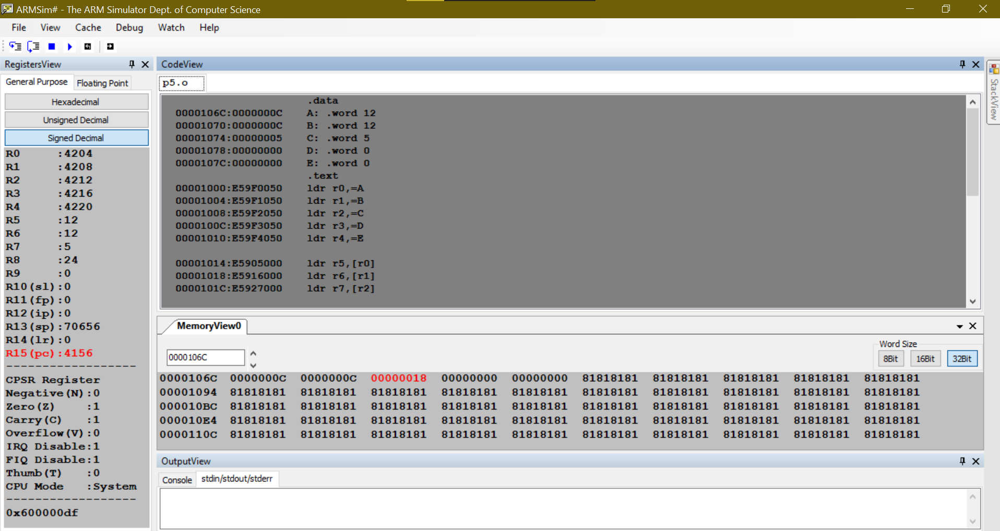 ARMSim# - The ARM Simulator Dept. of Computer Science
File View Cache Debug Watch Help
RegistersView
General Purpose Floating Point
Hexadecimal
Unsigned Decimal
Signed Decimal
R0 :4204
R1 :4208
R2 :4212
R3 :4216
R4 :4220
R5 :12
R6 :12
R7 :5
R8 :24
R9 :0
R10(sl):0
R11(fp):0
R12(ip):0
R13(sp):70656
R14(lr):0
R15(pc):4156
-------------------
CPSR Register
Negative(N):0
Zero(Z) :1
Carry(C) :1
Overflow(V):0
IRQ Disable:1
FIQ Disable:1
Thumb(T) :0
CPU Mode :System
-------------------
0x600000df
CodeView
p5.o
.data
0000106C:0000000C A: .word 12
00001070:0000000C B: .word 12
00001074:00000005 C: .word 5
00001078:00000000 D: .word 0
0000107C:00000000 E: .word 0
.text
00001000:E59F0050 ldr r0,=A
00001004:E59F1050 ldr r1,=B
00001008:E59F2050 ldr r2,=C
0000100C:E59F3050 ldr r3,=D
00001010:E59F4050 ldr r4,=E
00001014:E5905000 ldr r5,[r0]
00001018:E5916000 ldr r6,[r1]
0000101C:E5927000 ldr r7,[r2]
StackView
MemoryView0
Word Size
0000106C
8Bit 16Bit 32Bit
0000106C 0000000C 0000000C 00000018 00000000 00000000 81818181 81818181 81818181 81818181 81818181
00001094 81818181 81818181 81818181 81818181 81818181 81818181 81818181 81818181 81818181 81818181
000010BC 81818181 81818181 81818181 81818181 81818181 81818181 81818181 81818181 81818181 81818181
000010E4 81818181 81818181 81818181 81818181 81818181 81818181 81818181 81818181 81818181 81818181
0000110C 81818181 81818181 81818181 81818181 81818181 81818181 81818181 81818181 81818181 81818181
OutputView
Console stdin/stdout/stderr